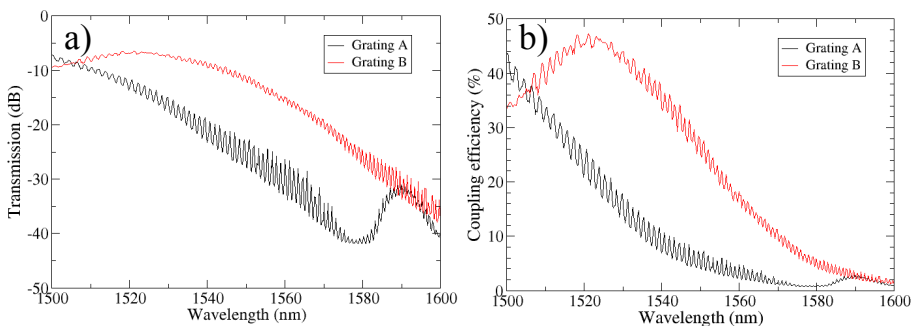 a)
Transmission (dB)
0
-10
-20
-30
-40
-50
1500
1520
1540
1560
1580
1600
Wavelength (nm)
Grating A
Grating B
b)
Coupling efficiency (%)
50
40
30
20
10
0
1500
1520
1540
1560
1580
1600
Wavelength (nm)
Grating A
Grating B